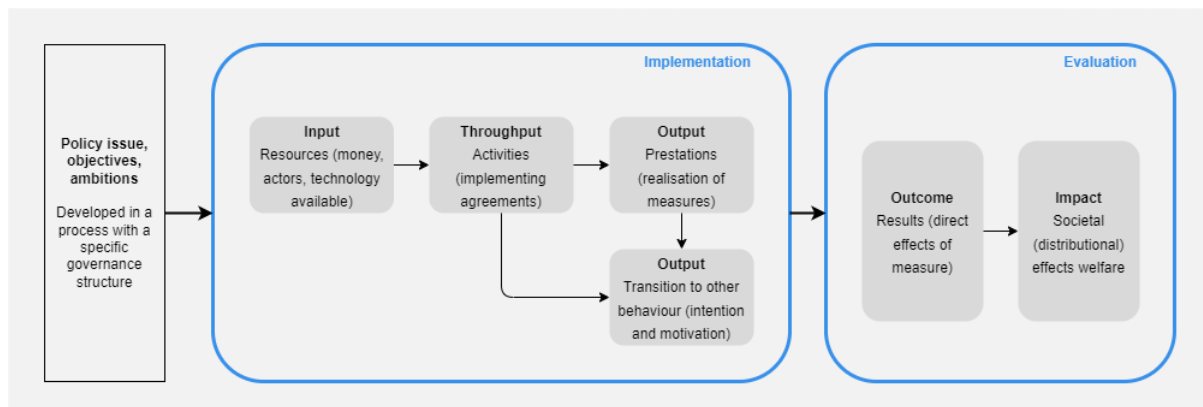 Policy issue,
objectives,
ambitions
Developed in a
process with a
specific
governance
structure
Implementation
Input
Resources (money,
actors, technology
available)
Throughput
Activities
(implementing
agreements)
Output
Prestations
(realisation of
measures)
Output
Transition to other
behaviour (intention
and motivation)
Evaluation
Outcome
Results (direct
effects of
measure)
Impact
Societal
(distributional)
effects welfare